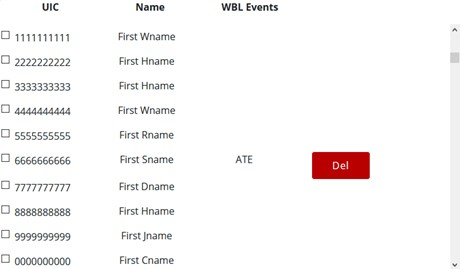 UIC Name WBL Events
1111111111 First Wname
2222222222 First Hname
3333333333 First Hname
4444444444 First Wname
5555555555 First Rname
6666666666 First Sname ATE Del
7777777777 First Dname
8888888888 First Hname
9999999999 First Jname
0000000000 First Cname